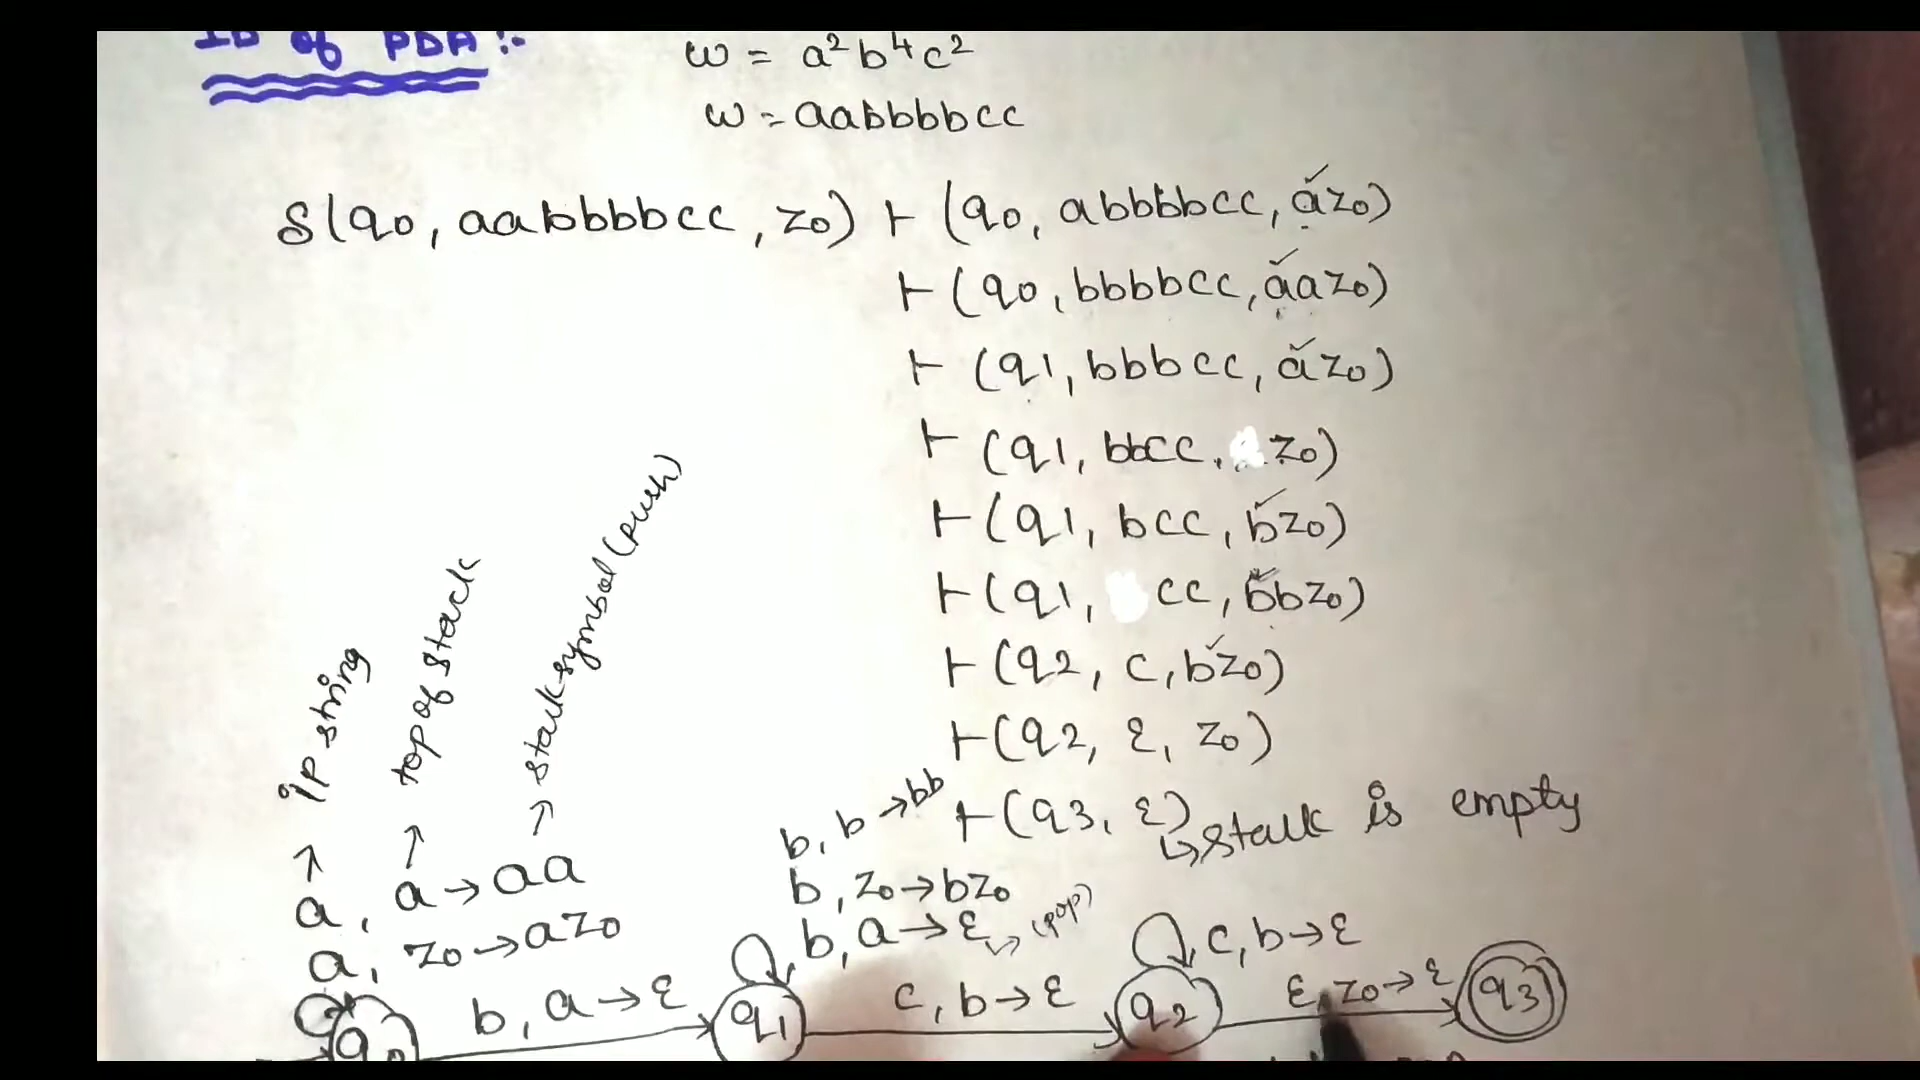 ID of PDA :-
w = a²b⁴c²
w = aabbbbcc
δ(q0, aabbbbcc, z0) ⊢ (q0, abbbbcc, az0)
⊢ (q0, bbbbcc, aaz0)
⊢ (q1, bbbcc, az0)
⊢ (q1, bbcc, z0)
⊢ (q1, bcc, bz0)
⊢ (q1, cc, bbz0)
⊢ (q2, c, bz0)
⊢ (q2, ε, z0)
⊢ (q3, ε)
↳ stack is empty
→ i/p string
→ top of stack
→ stack symbol (push)
a, a → aa
a, z0 → az0
b, a → ε
b, b → bb
b, z0 → bz0
b, a → ε ↳ (pop)
c, b → ε
c, b → ε
ε, z0 → ε
q0
q1
q2
q3